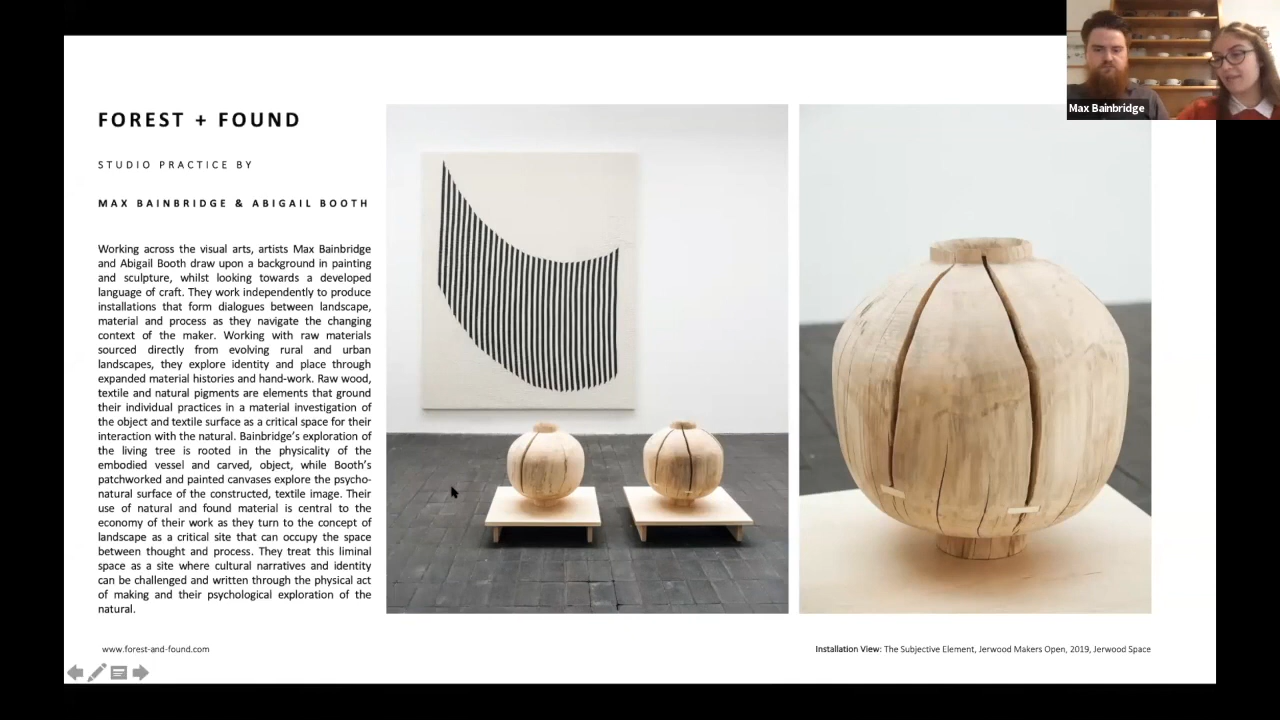 Max Bainbridge
FOREST + FOUND
STUDIO PRACTICE BY
MAX BAINBRIDGE & ABIGAIL BOOTH
Working across the visual arts, artists Max Bainbridge
and Abigail Booth draw upon a background in painting
and sculpture, whilst looking towards a developed
language of craft. They work independently to produce
installations that form dialogues between landscape,
material and process as they navigate the changing
context of the maker. Working with raw materials
sourced directly from evolving rural and urban
landscapes, they explore identity and place through
expanded material histories and hand-work. Raw wood,
textile and natural pigments are elements that ground
their individual practices in a material investigation of
the object and textile surface as a critical space for their
interaction with the natural. Bainbridge's exploration of
the living tree is rooted in the physicality of the
embodied vessel and carved, object, while Booth's
patchworked and painted canvases explore the psycho-
natural surface of the constructed, textile image. Their
use of natural and found material is central to the
economy of their work as they turn to the concept of
landscape as a critical site that can occupy the space
between thought and process. They treat this liminal
space as a site where cultural narratives and identity
can be challenged and written through the physical act
of making and their psychological exploration of the
natural.
www.forest-and-found.com
Installation View: The Subjective Element, Jerwood Makers Open, 2019, Jerwood Space